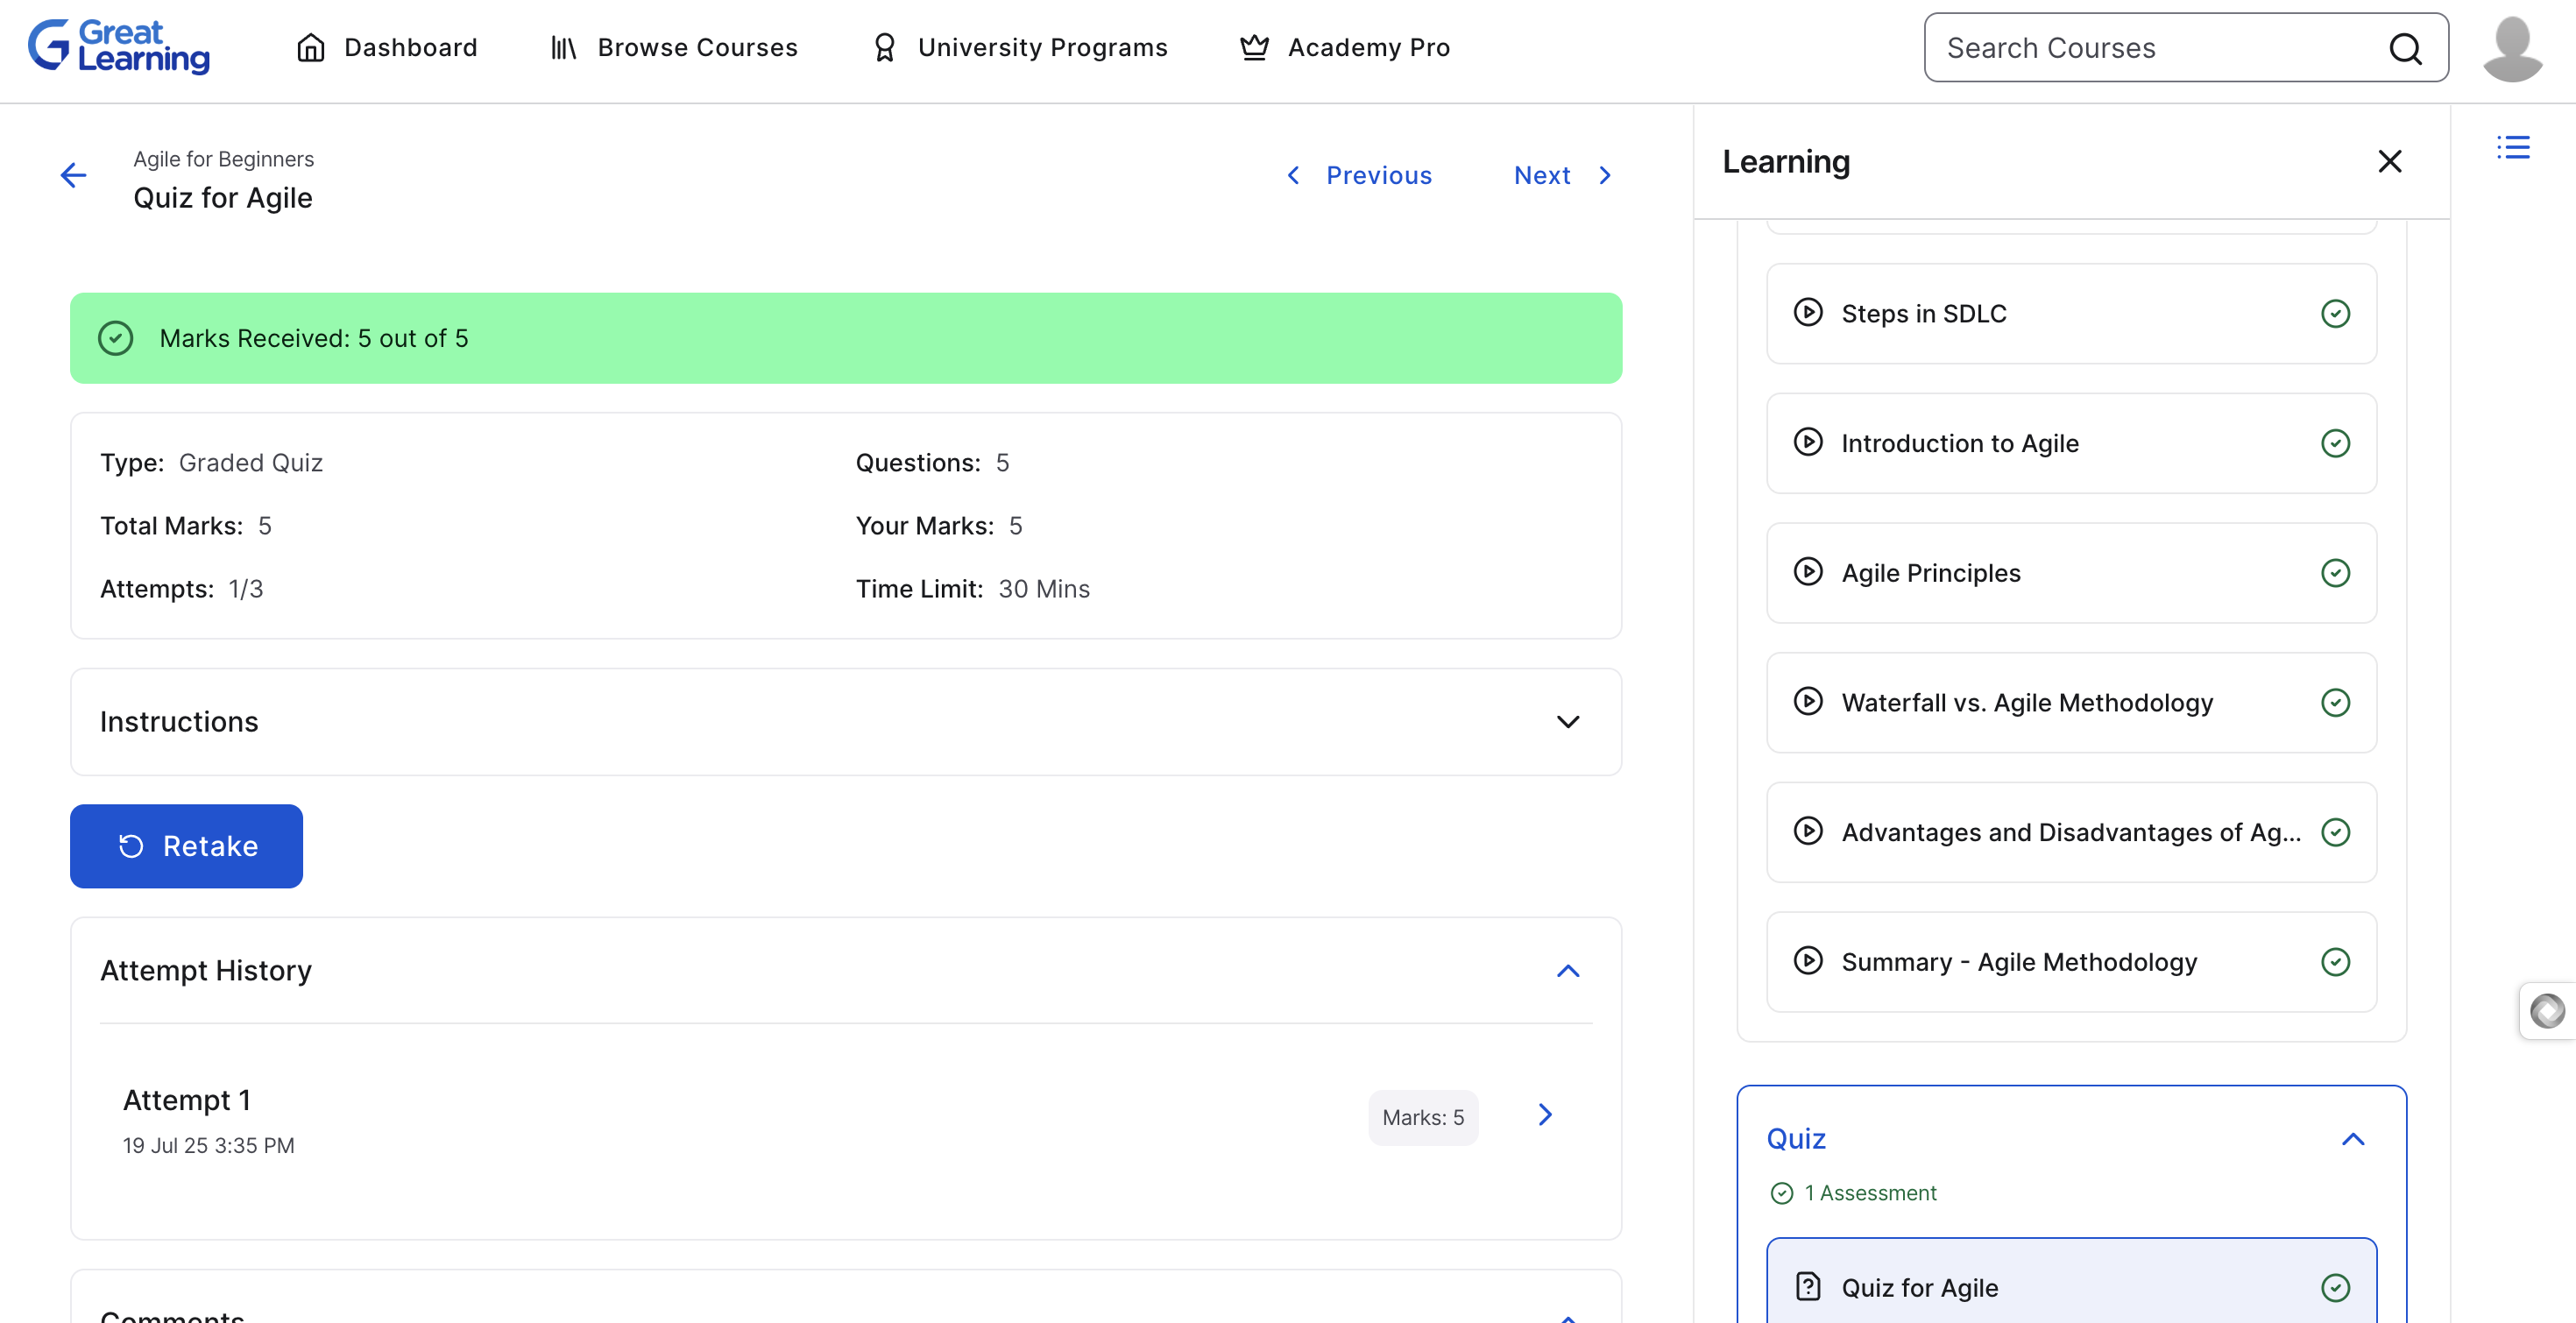 Great Learning
Dashboard
Browse Courses
University Programs
Academy Pro
Search Courses
Agile for Beginners
Quiz for Agile
Previous
Next
Marks Received: 5 out of 5
Type: Graded Quiz
Questions: 5
Total Marks: 5
Your Marks: 5
Attempts: 1/3
Time Limit: 30 Mins
Instructions
Retake
Attempt History
Attempt 1
19 Jul 25 3:35 PM
Marks: 5
Comments
Learning
Steps in SDLC
Introduction to Agile
Agile Principles
Waterfall vs. Agile Methodology
Advantages and Disadvantages of Ag...
Summary - Agile Methodology
Quiz
1 Assessment
Quiz for Agile